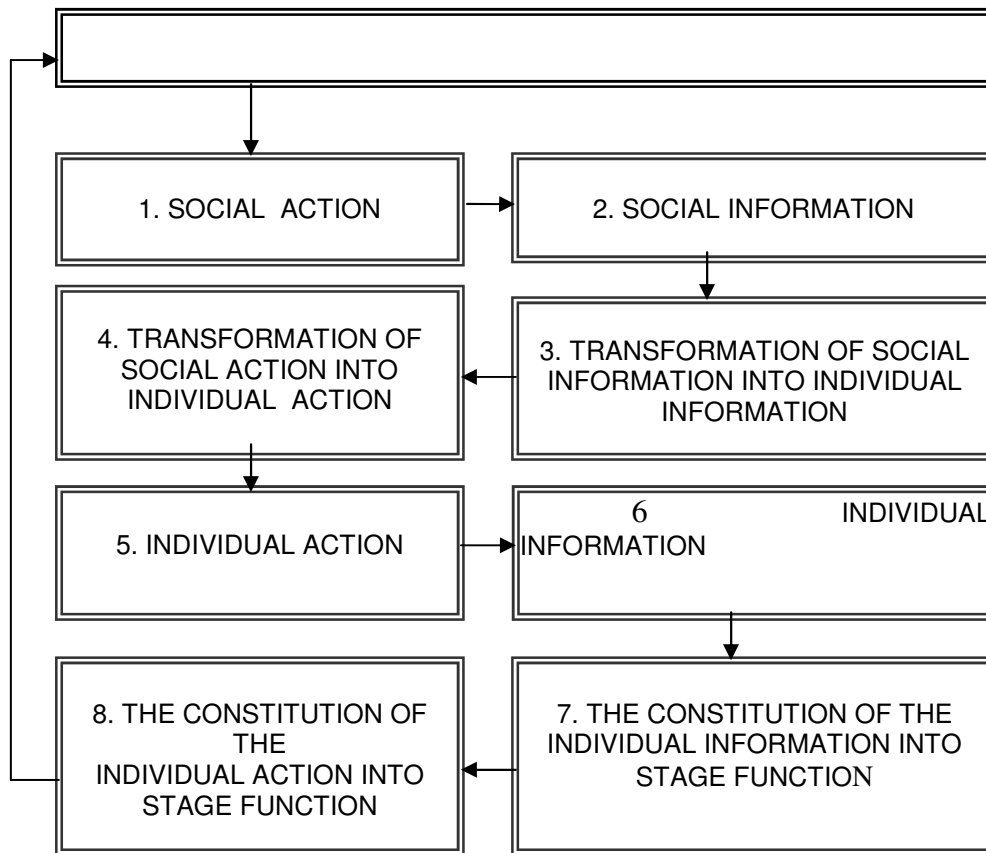 1. SOCIAL ACTION
2. SOCIAL INFORMATION
3. TRANSFORMATION OF SOCIAL
INFORMATION INTO INDIVIDUAL
INFORMATION
4. TRANSFORMATION OF
SOCIAL ACTION INTO
INDIVIDUAL ACTION
5. INDIVIDUAL ACTION
6 INDIVIDUAL
INFORMATION
7. THE CONSTITUTION OF THE
INDIVIDUAL INFORMATION INTO
STAGE FUNCTION
8. THE CONSTITUTION OF
THE
INDIVIDUAL ACTION INTO
STAGE FUNCTION